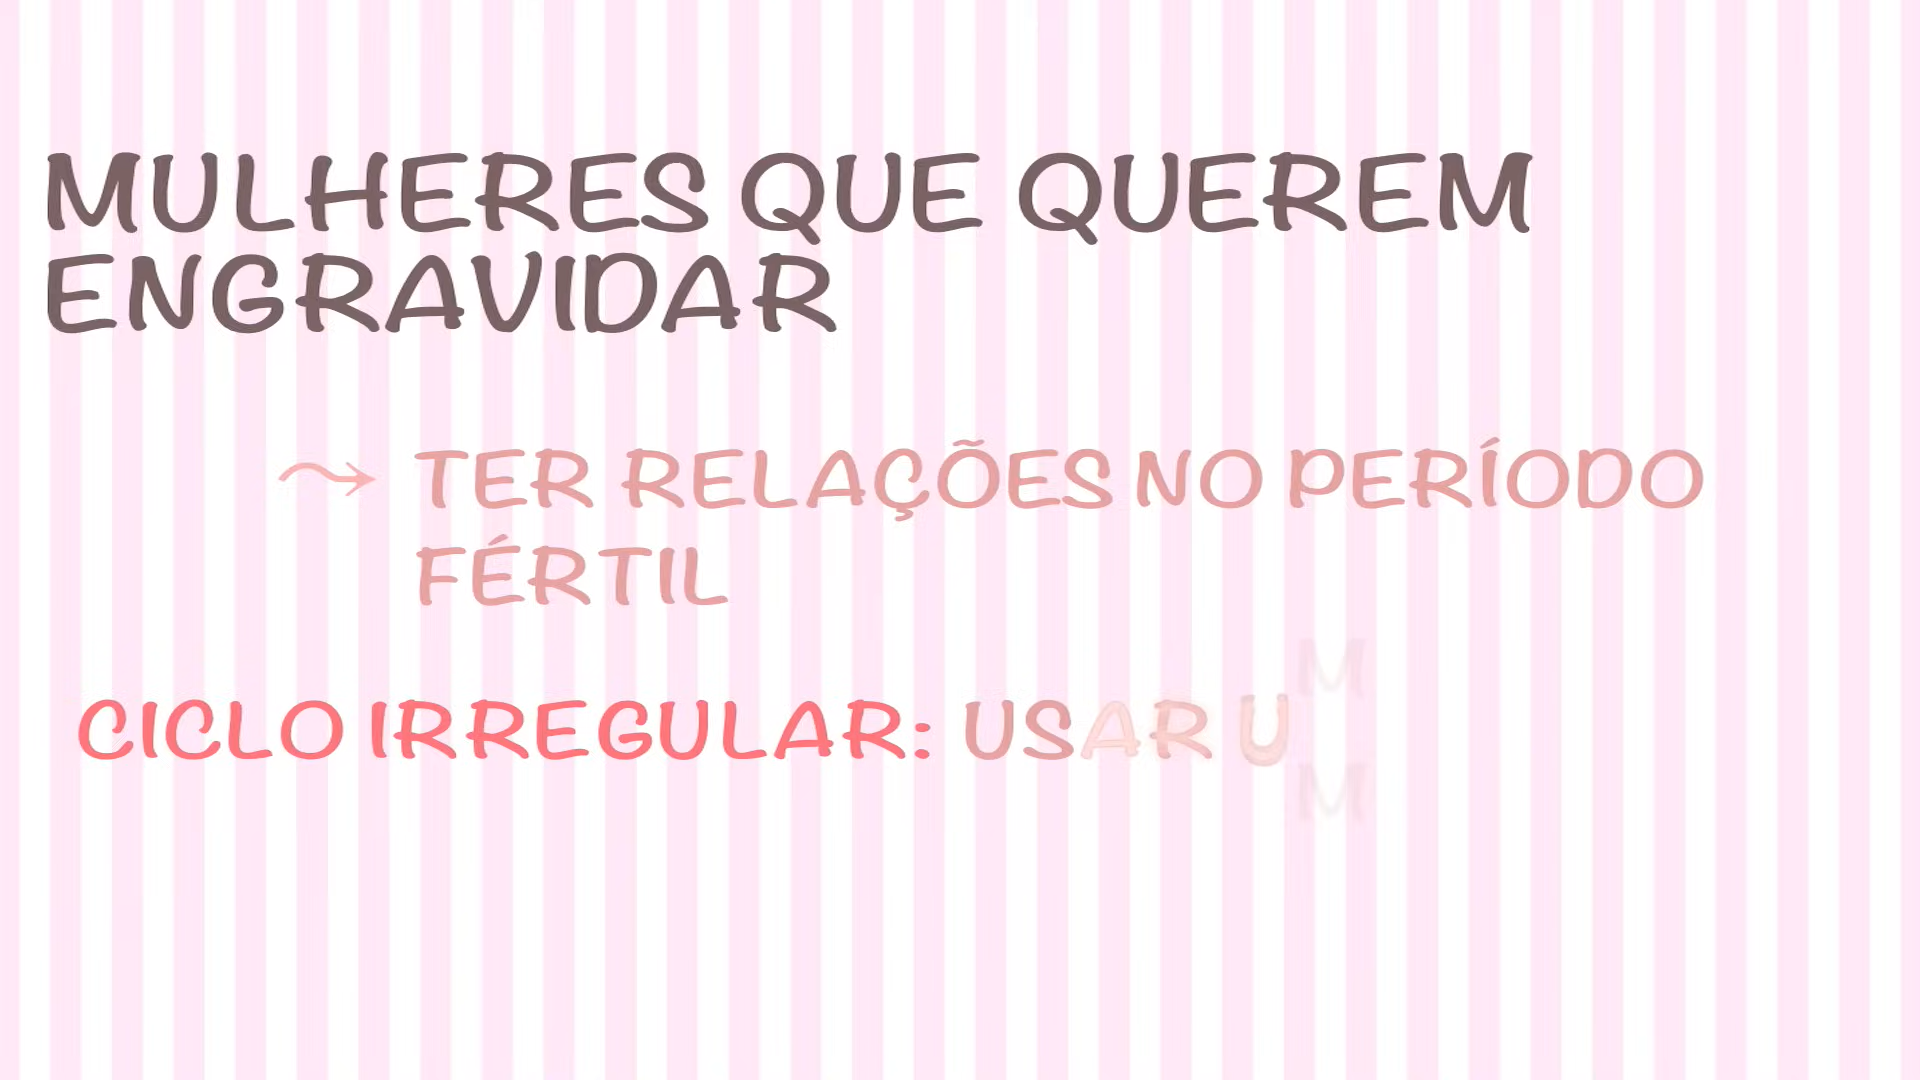 MULHERES QUE QUEREM
ENGRAVIDAR
TER RELAÇÕES NO PERÍODO
FÉRTIL
CICLO IRREGULAR: USAR U